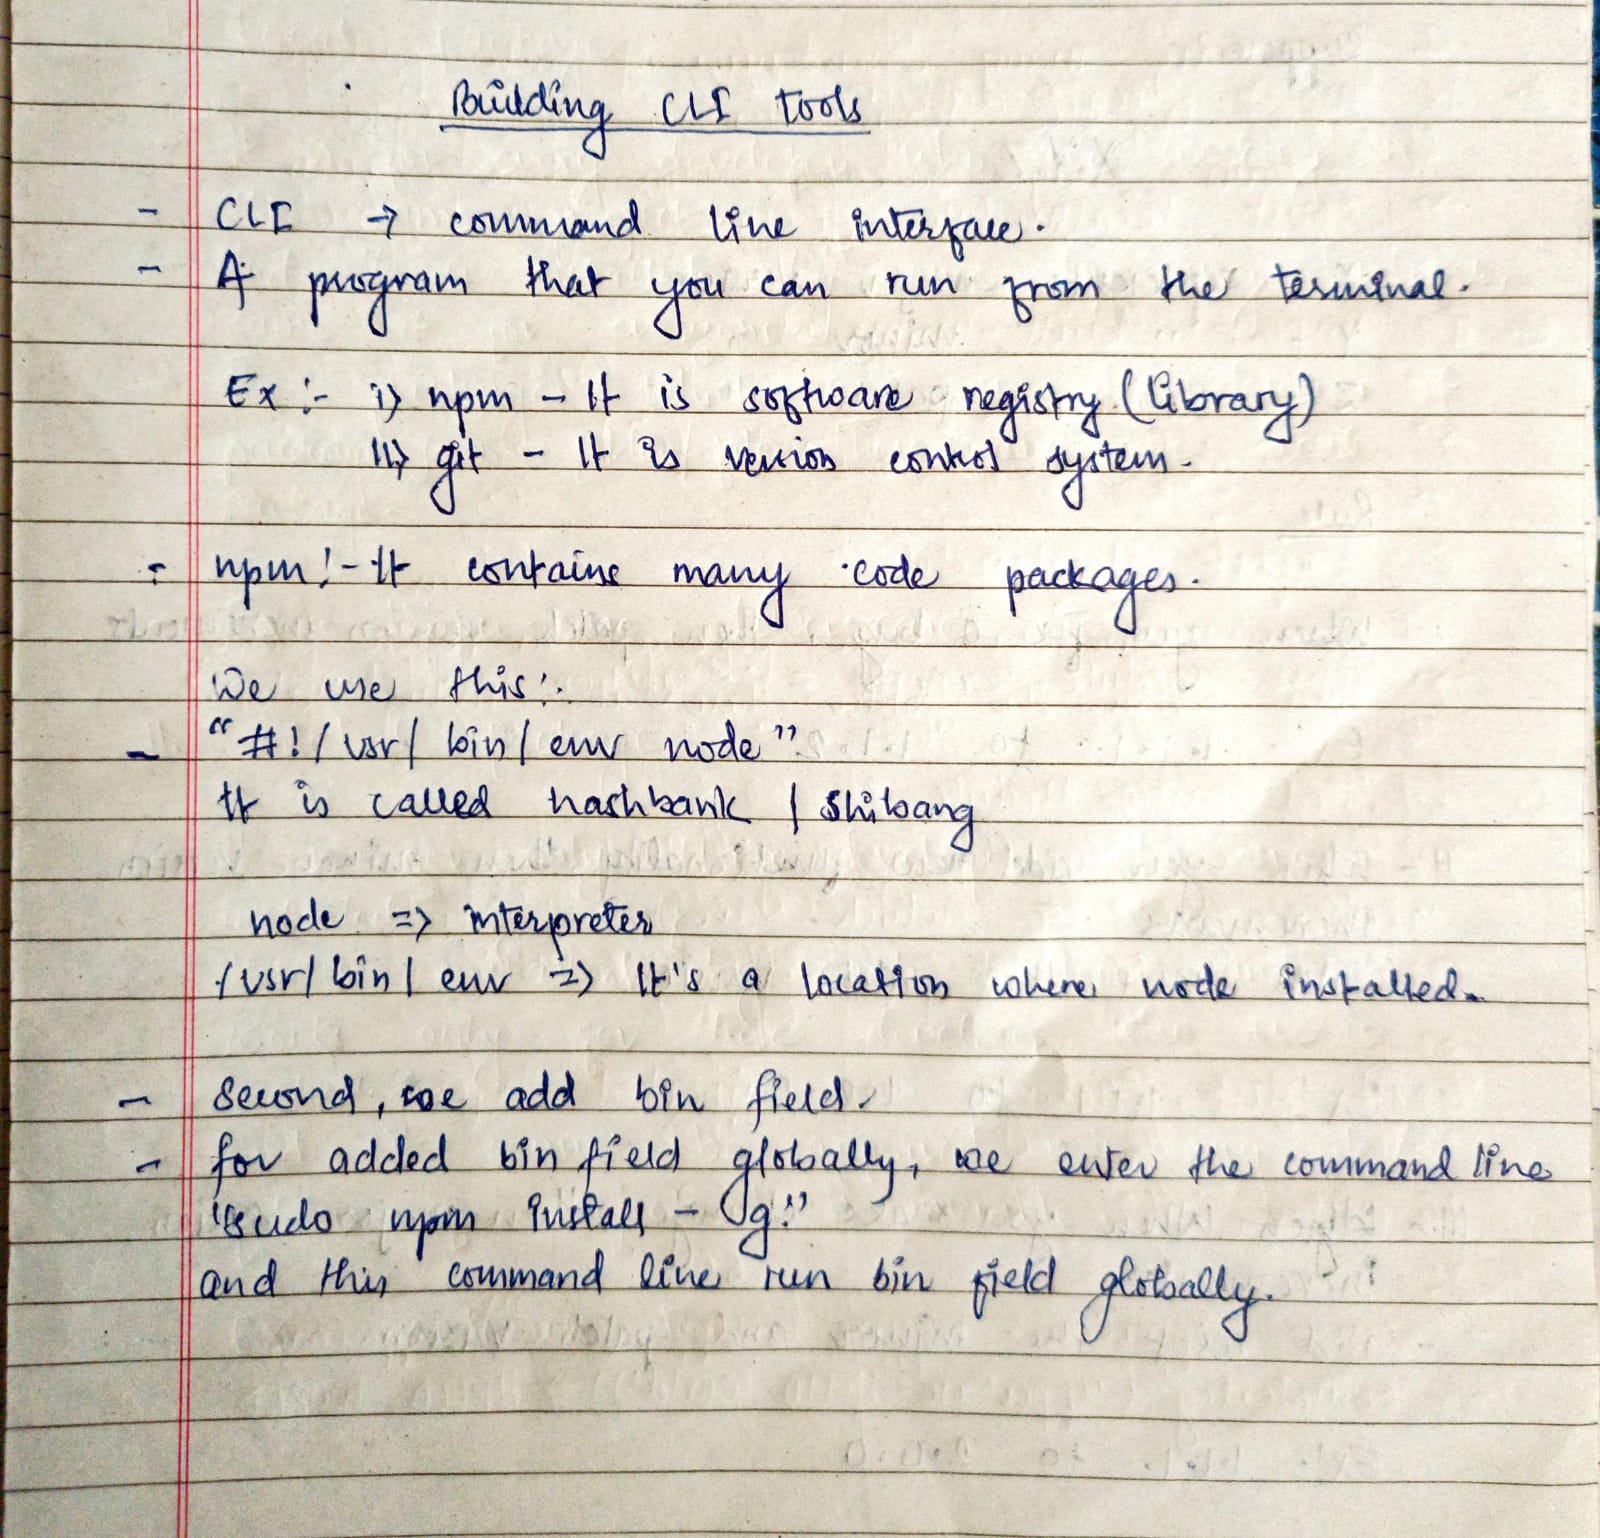 Building CLI tools
- CLI → command line interface.
- A program that you can run from the terminal.
Ex :- i) npm - It is software registry (library)
ii) git - It is version control system.
- npm :- It contains many code packages.
We use this :.
- "#!/usr/bin/env node"
It is called hashbank / Shibang
node => interpreter
/usr/bin/env => It's a location where node installed.
- Second, we add bin field.
- for added bin field globally, we enter the command line
"sudo npm install - g."
and this command line run bin field globally.